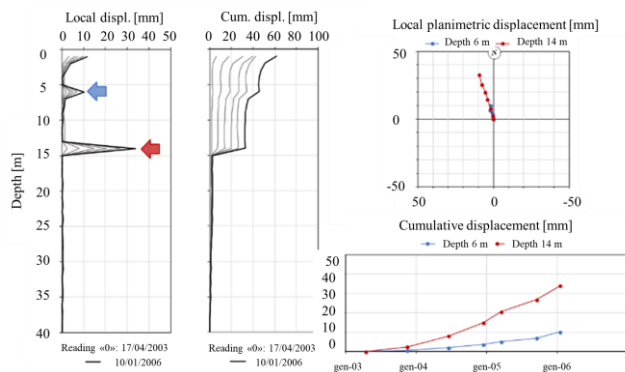 Local displ. [mm]
0 10 20 30 40 50
Cum. displ. [mm]
0 20 40 60 80 100
Depth [m]
0
5
10
15
20
25
30
35
40
Reading «0»: 17/04/2003
10/01/2006
Reading «0»: 17/04/2003
10/01/2006
Local planimetric displacement [mm]
Depth 6 m Depth 14 m
50
0
-50
50 0 -50
Cumulative displacement [mm]
Depth 6 m Depth 14 m
50
40
30
20
10
0
gen-03 gen-04 gen-05 gen-06